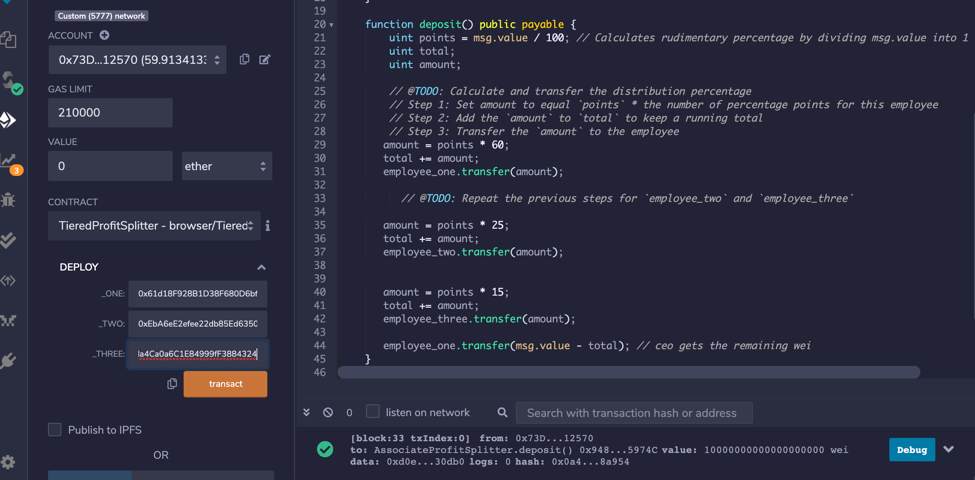 Custom (5777) network
ACCOUNT
0x73D...12570 (59.9134133
GAS LIMIT
210000
VALUE
0
ether
CONTRACT
TieredProfitSplitter - browser/Tiered
DEPLOY
_ONE: 0x61d18F928B1D38F680D6bf
_TWO: 0xEbA6eE2efee22db85Ed6350
_THREE: la4Ca0a6C1E84999fF3884324
transact
Publish to IPFS
OR
3
19
20 function deposit() public payable {
21 uint points = msg.value / 100; // Calculates rudimentary percentage by dividing msg.value into 1
22 uint total;
23 uint amount;
24
25 // @TODO: Calculate and transfer the distribution percentage
26 // Step 1: Set amount to equal `points` * the number of percentage points for this employee
27 // Step 2: Add the `amount` to `total` to keep a running total
28 // Step 3: Transfer the `amount` to the employee
29 amount = points * 60;
30 total += amount;
31 employee_one.transfer(amount);
32
33 // @TODO: Repeat the previous steps for `employee_two` and `employee_three`
34
35 amount = points * 25;
36 total += amount;
37 employee_two.transfer(amount);
38
39
40 amount = points * 15;
41 total += amount;
42 employee_three.transfer(amount);
43
44 employee_one.transfer(msg.value - total); // ceo gets the remaining wei
45 }
46
0
listen on network
Search with transaction hash or address
[block:33 txIndex:0] from: 0x73D...12570
to: AssociateProfitSplitter.deposit() 0x948...5974C value: 10000000000000000000 wei
data: 0xd0e...30db0 logs: 0 hash: 0x0a4...8a954
Debug